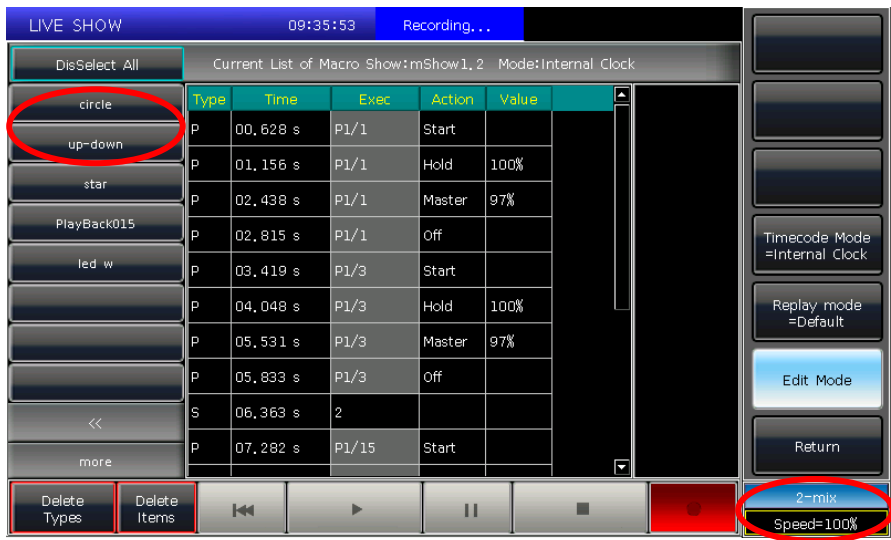 LIVE SHOW 09:35:53 Recording...
DisSelect All Current List of Macro Show:mShow1.2 Mode:Internal Clock
circle
up-down
star
PlayBack015
led w
<<
more
Type Time Exec Action Value
P 00.628 s P1/1 Start
P 01.156 s P1/1 Hold 100%
P 02.438 s P1/1 Master 97%
P 02.815 s P1/1 Off
P 03.419 s P1/3 Start
P 04.048 s P1/3 Hold 100%
P 05.531 s P1/3 Master 97%
P 05.833 s P1/3 Off
S 06.363 s 2
P 07.282 s P1/15 Start
Timecode Mode
=Internal Clock
Replay mode
=Default
Edit Mode
Return
Delete
Types
Delete
Items
2-mix
Speed=100%